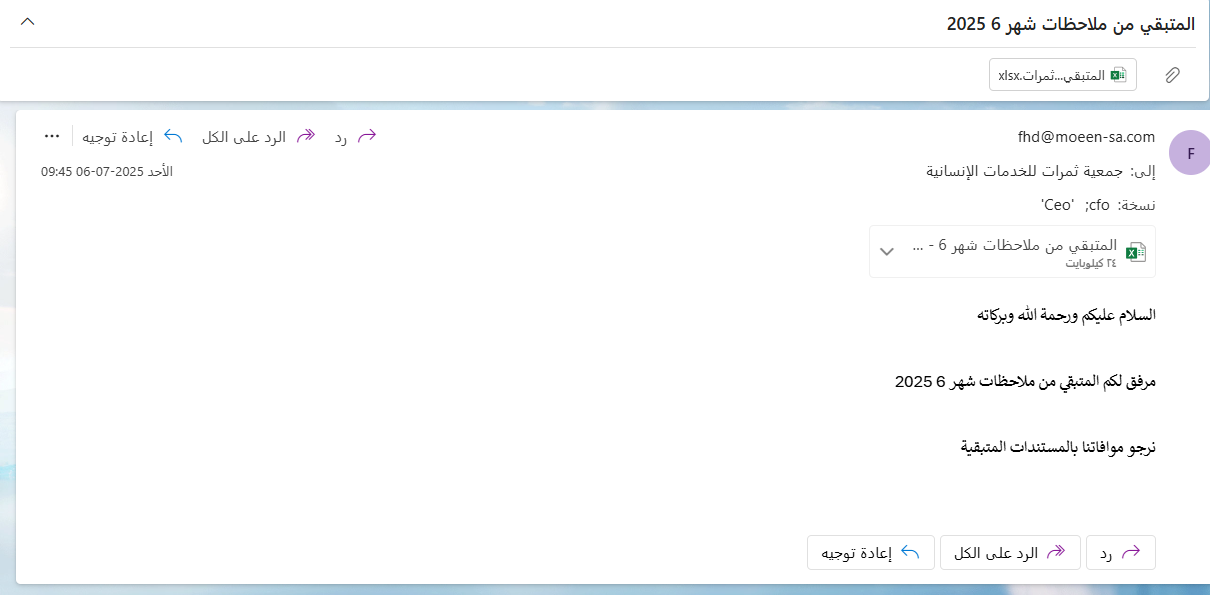 المتبقي من ملاحظات شهر 6 2025
المتبقي...ثمرات.xlsx
رد
الرد على الكل
إعادة توجيه
F
fhd@moeen-sa.com
الأحد 2025-07-06 09:45
إلى: جمعية ثمرات للخدمات الإنسانية
نسخة: cfo; 'Ceo'
المتبقي من ملاحظات شهر 6 - ...
٢٤ كيلوبايت
السلام عليكم ورحمة الله وبركاته
مرفق لكم المتبقي من ملاحظات شهر 6 2025
نرجو موافاتنا بالمستندات المتبقية
رد
الرد على الكل
إعادة توجيه